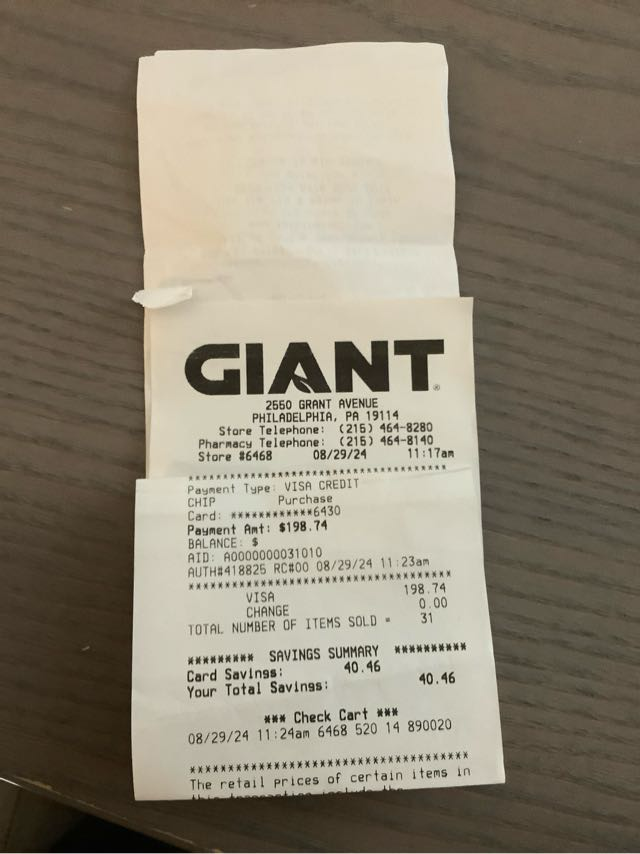 GIANT®
2550 GRANT AVENUE
PHILADELPHIA, PA 19114
Store Telephone: (215) 464-8280
Pharmacy Telephone: (215) 464-8140
Store #6468 08/29/24 11:17am
************************************
Payment Type: VISA CREDIT
CHIP Purchase
Card: ************6430
Payment Amt: $198.74
BALANCE: $
AID: A0000000031010
AUTH#418825 RC#00 08/29/24 11:23am
************************************
VISA 198.74
CHANGE 0.00
TOTAL NUMBER OF ITEMS SOLD = 31
********* SAVINGS SUMMARY **********
Card Savings: 40.46
Your Total Savings: 40.46
*** Check Cart ***
08/29/24 11:24am 6468 520 14 890020
************************************
The retail prices of certain items in
this transaction include the